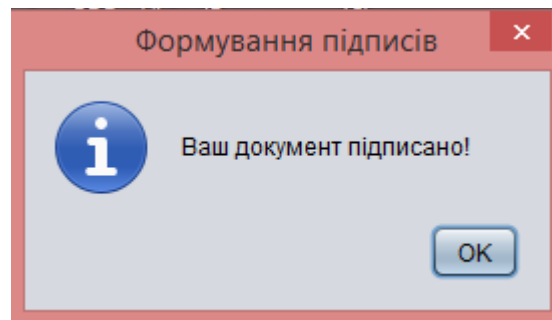 Формування підписів
Ваш документ підписано!
OK